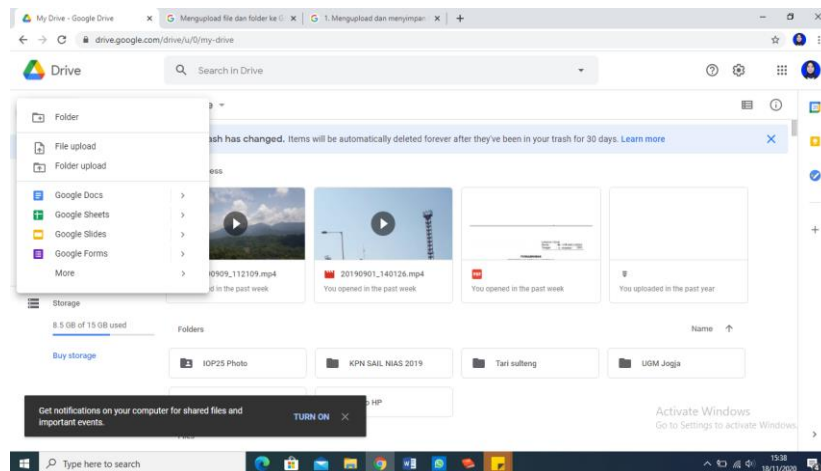 My Drive - Google Drive
Mengupload file dan folder ke G
1. Mengupload dan menyimpan
drive.google.com/drive/u/0/my-drive
Drive
Search in Drive
Folder
File upload
Folder upload
Google Docs
Google Sheets
Google Slides
Google Forms
More
ash has changed. Items will be automatically deleted forever after they've been in your trash for 30 days. Learn more
ess
0909_112109.mp4
20190901_140126.mp4
d in the past week
You opened in the past week
You opened in the past week
You uploaded in the past year
Storage
8.5 GB of 15 GB used
Buy storage
Folders
Name
IOP25 Photo
KPN SAIL NIAS 2019
Tari sulteng
UGM Jogja
HP
Get notifications on your computer for shared files and
important events.
TURN ON
Activate Windows
Go to Settings to activate Windows.
Type here to search
15:38
18/11/2020